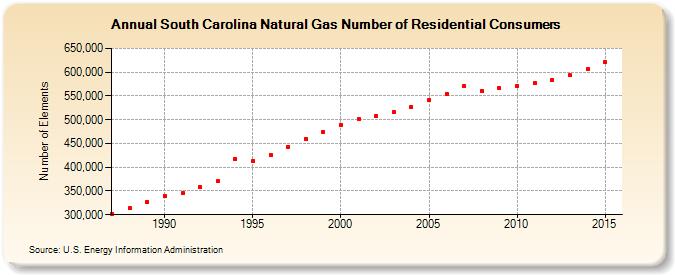 Annual South Carolina Natural Gas Number of Residential Consumers
Number of Elements
650,000
600,000
550,000
500,000
450,000
400,000
350,000
300,000
1990 1995 2000 2005 2010 2015
Source: U.S. Energy Information Administration